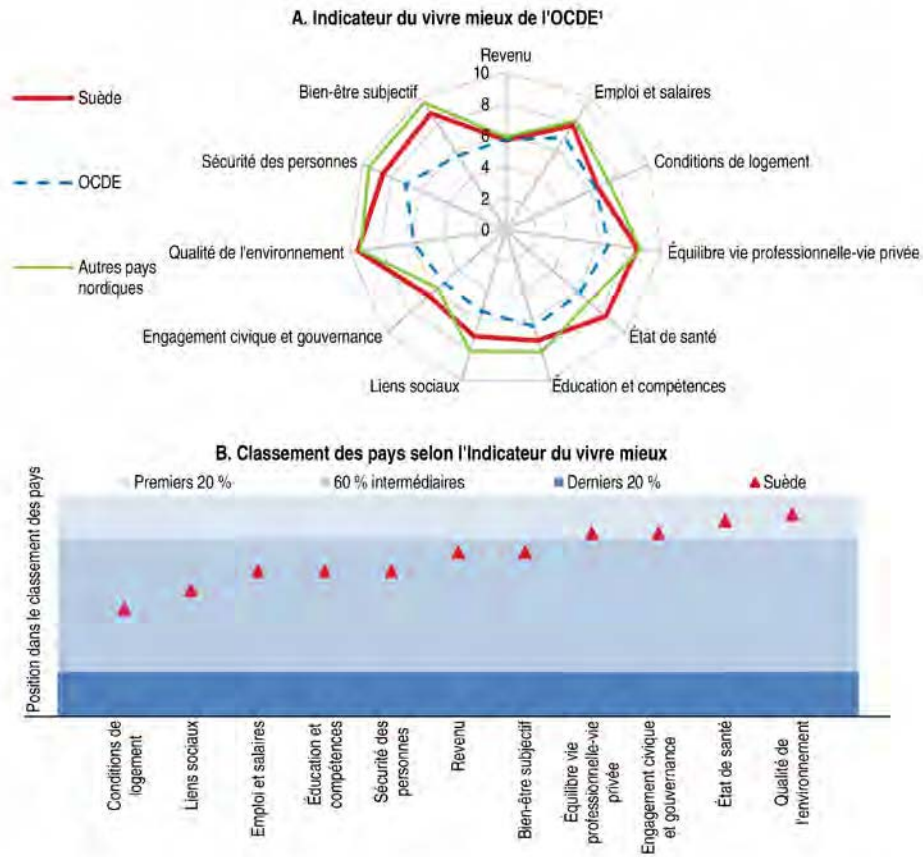 A. Indicateur du vivre mieux de l'OCDE¹
Suède
OCDE
Autres pays
nordiques
Revenu
Emploi et salaires
Conditions de logement
Équilibre vie professionnelle-vie privée
État de santé
Éducation et compétences
Liens sociaux
Engagement civique et gouvernance
Qualité de l'environnement
Sécurité des personnes
Bien-être subjectif
10
8
6
4
2
0
B. Classement des pays selon l'Indicateur du vivre mieux
Premiers 20 %
60 % intermédiaires
Derniers 20 %
Suède
Position dans le classement des pays
Conditions de
logement
Liens sociaux
Emploi et salaires
Éducation et
compétences
Sécurité des
personnes
Revenu
Bien-être subjectif
Équilibre vie
professionnelle-vie
privée
Engagement civique
et gouvernance
État de santé
Qualité de
l'environnement